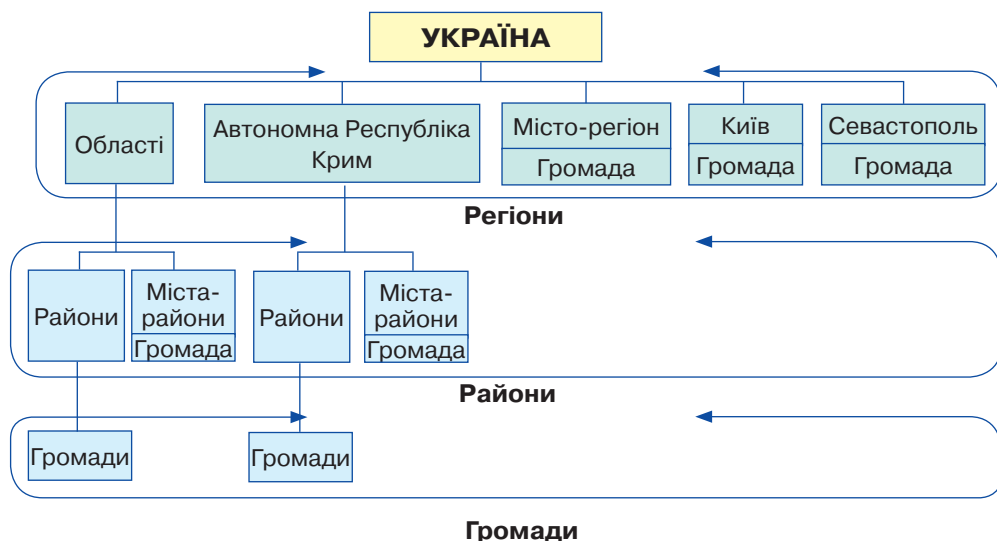 УКРАЇНА
Області
Автономна Республіка
Крим
Місто-регіон
Громада
Київ
Громада
Севастополь
Громада
Регіони
Райони
Міста-
райони
Громада
Райони
Міста-
райони
Громада
Райони
Громади
Громади
Громади